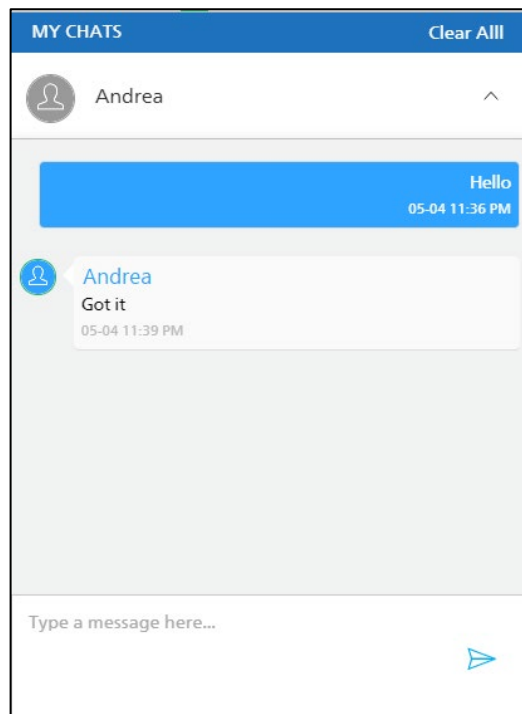 MY CHATS
Clear Alll
Andrea
Hello
05-04 11:36 PM
Andrea
Got it
05-04 11:39 PM
Type a message here...